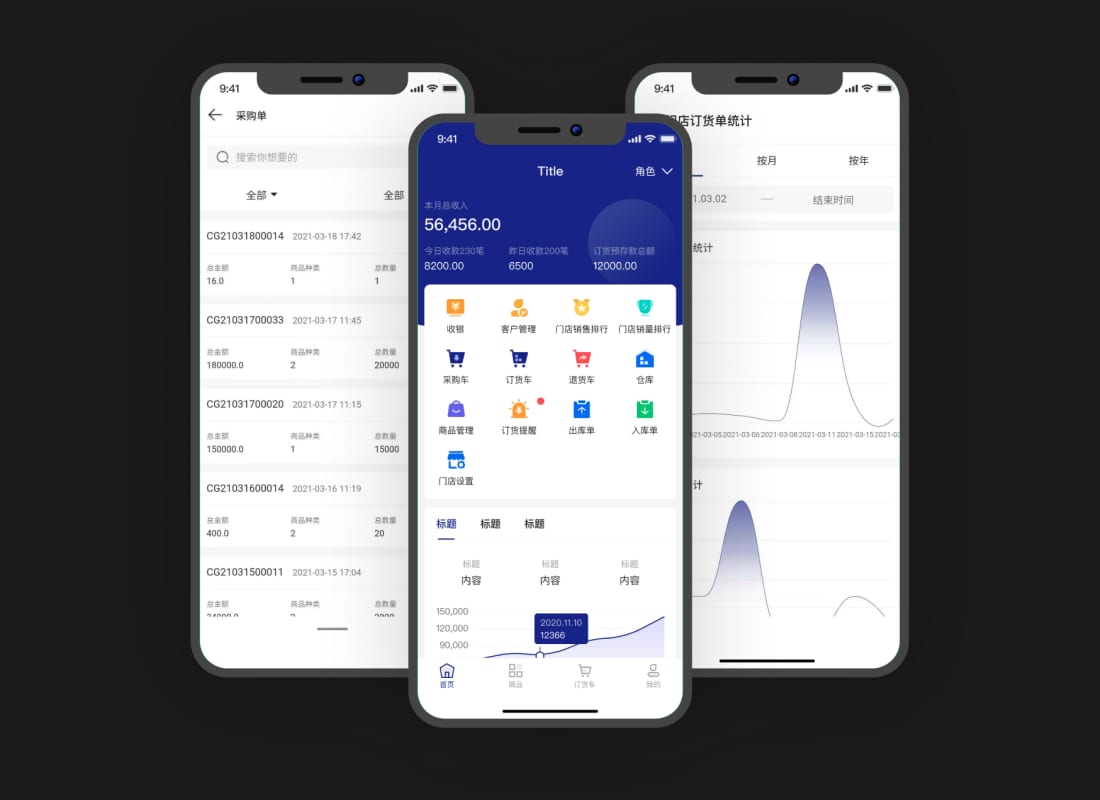 9:41
采购单
搜索你想要的
全部
全部
CG21031800014 2021-03-18 17:42
总金额 商品种类 总数量
16.0 1 1
CG21031700033 2021-03-17 11:45
总金额 商品种类 总数量
180000.0 2 20000
CG21031700020 2021-03-17 11:15
总金额 商品种类 总数量
150000.0 1 15000
CG21031600014 2021-03-16 11:19
总金额 商品种类 总数量
400.0 2 20
CG21031500011 2021-03-15 17:04
总金额 商品种类 总数量
9:41
Title
角色
本月总收入
56,456.00
今日收款230笔 昨日收款200笔 订货预存款总额
8200.00 6500 12000.00
收银 客户管理 门店销售排行 门店销量排行
采购车 订货车 退货车 仓库
商品管理 订货提醒 出库单 入库单
门店设置
标题 标题 标题
标题 标题 标题
内容 内容 内容
150,000
120,000
90,000
2020.11.10
12366
首页 商品 订货车 我的
9:41
店订货单统计
按月 按年
1.03.02 — 结束时间
统计
21-03-05 2021-03-06 2021-03-08 2021-03-11 2021-03-15 2021-0
计